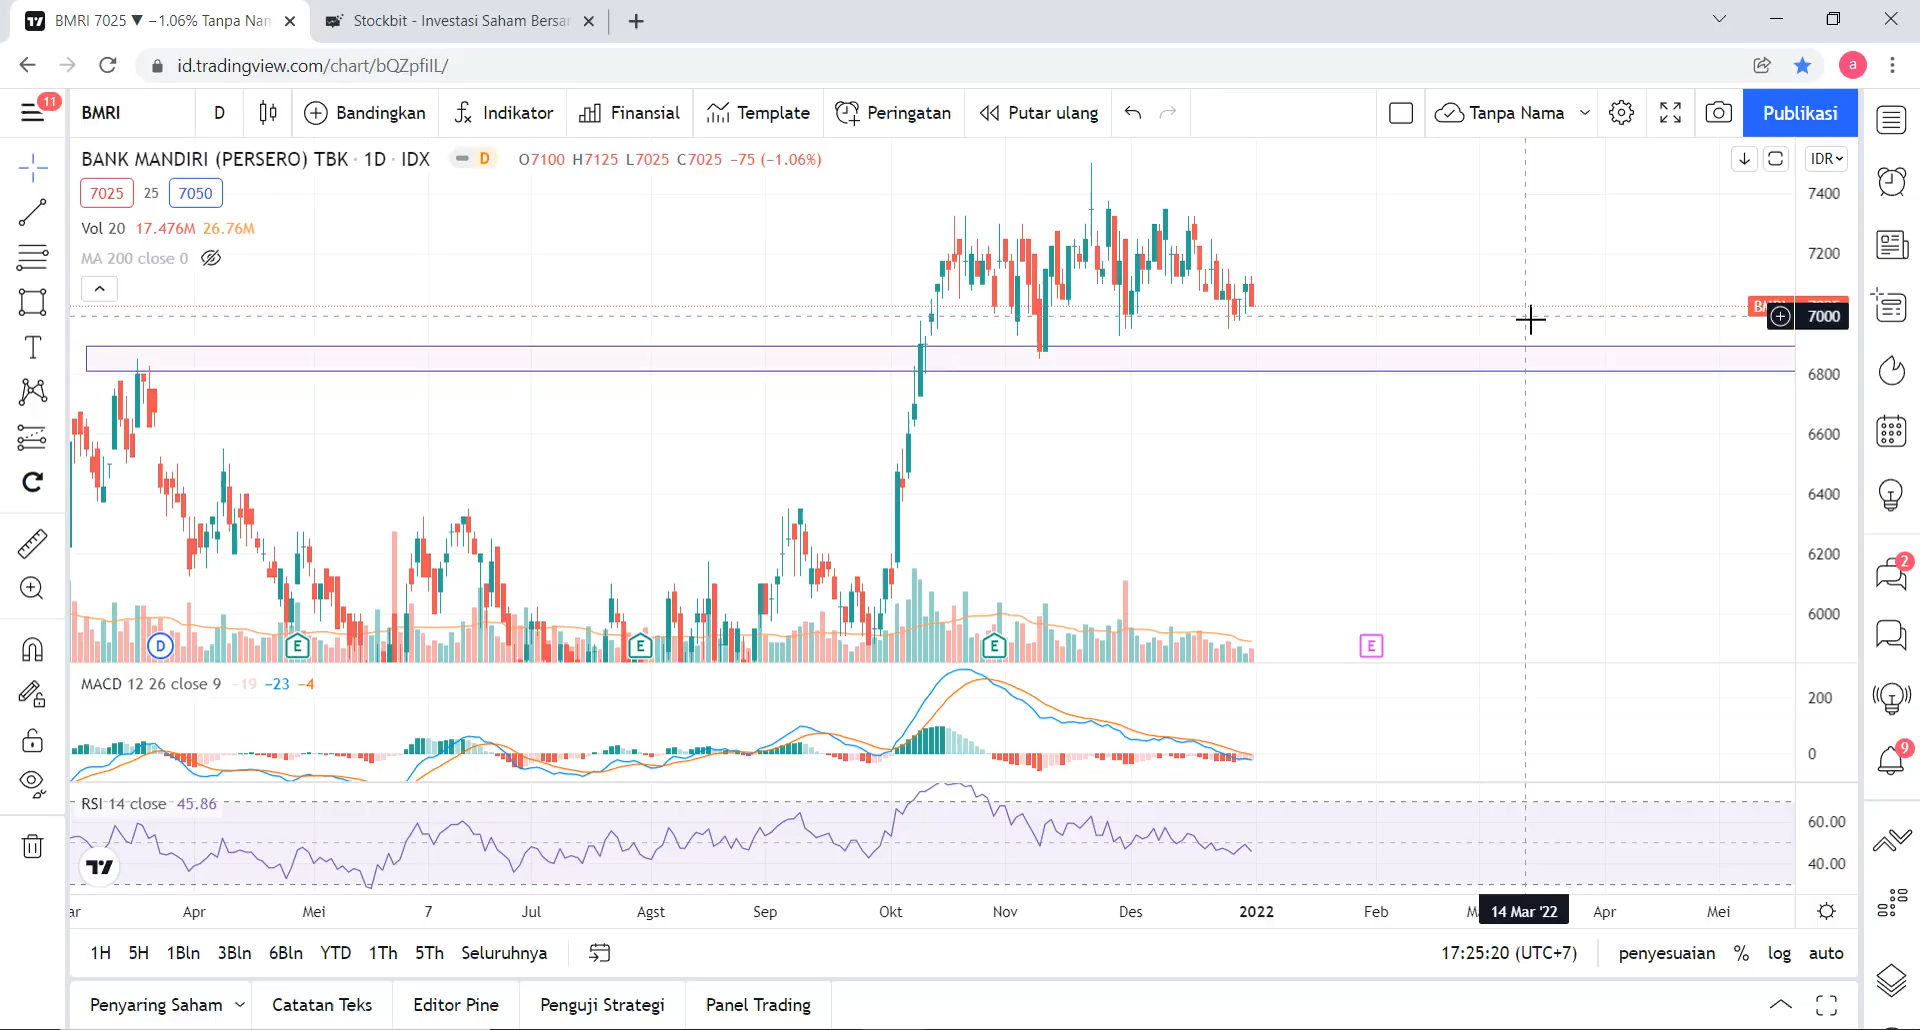 BMRI 7025 ▼ −1.06% Tanpa Nan
Stockbit - Investasi Saham Bersan
id.tradingview.com/chart/bQZpfiIL/
a
11
BMRI D Bandingkan Indikator Finansial Template Peringatan Putar ulang Tanpa Nama Publikasi
BANK MANDIRI (PERSERO) TBK · 1D · IDX D O7100 H7125 L7025 C7025 −75 (−1.06%)
IDR
7025 25 7050
Vol 20 17.476M 26.76M
MA 200 close 0
7400
7200
7000
6800
6600
6400
6200
6000
D E E E E
MACD 12 26 close 9 −19 −23 −4
200
0
RSI 14 close 45.86
60.00
40.00
ar Apr Mei 7 Jul Agst Sep Okt Nov Des 2022 Feb 14 Mar '22 Apr Mei
1H 5H 1Bln 3Bln 6Bln YTD 1Th 5Th Seluruhnya 17:25:20 (UTC+7) penyesuaian % log auto
Penyaring Saham Catatan Teks Editor Pine Penguji Strategi Panel Trading
2
9